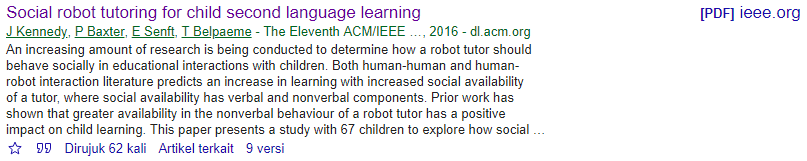 Social robot tutoring for child second language learning [PDF] ieee.org
J Kennedy, P Baxter, E Senft, T Belpaeme - The Eleventh ACM/IEEE …, 2016 - dl.acm.org
An increasing amount of research is being conducted to determine how a robot tutor should
behave socially in educational interactions with children. Both human-human and human-
robot interaction literature predicts an increase in learning with increased social availability
of a tutor, where social availability has verbal and nonverbal components. Prior work has
shown that greater availability in the nonverbal behaviour of a robot tutor has a positive
impact on child learning. This paper presents a study with 67 children to explore how social …
Dirujuk 62 kali Artikel terkait 9 versi